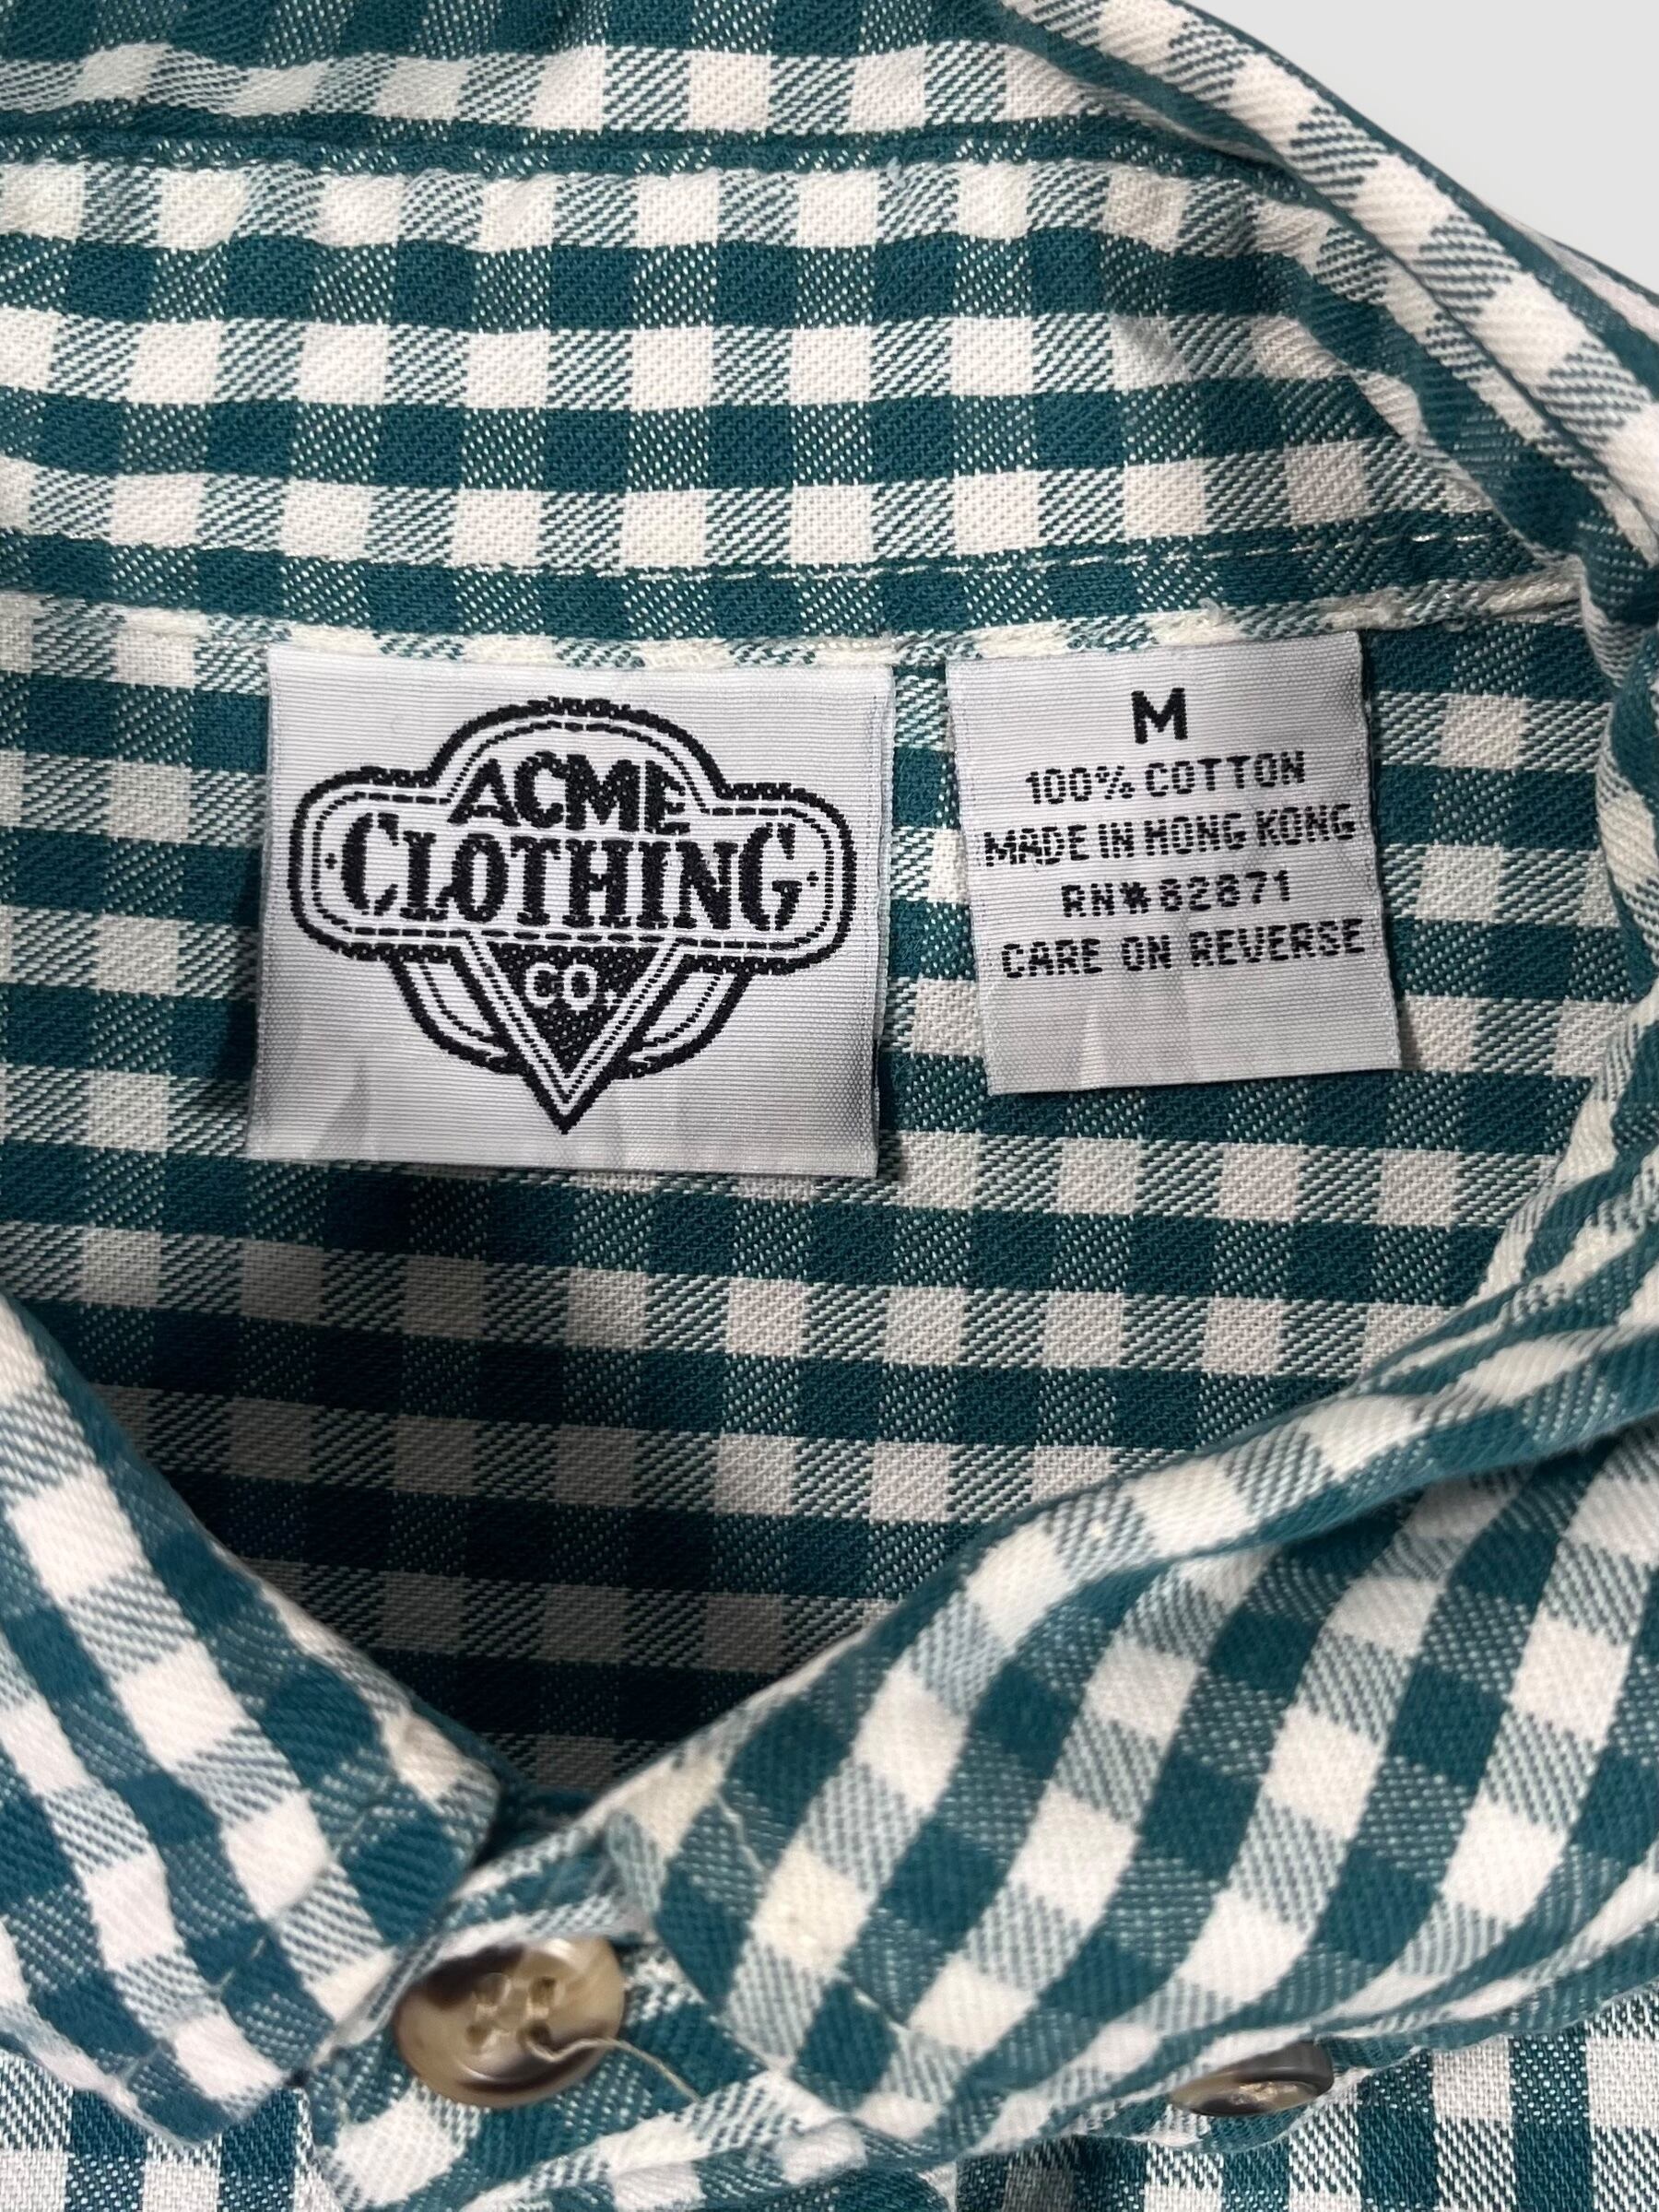 ACME
CLOTHING
CO.
M
100% COTTON
MADE IN HONG KONG
RN# 82871
CARE ON REVERSE